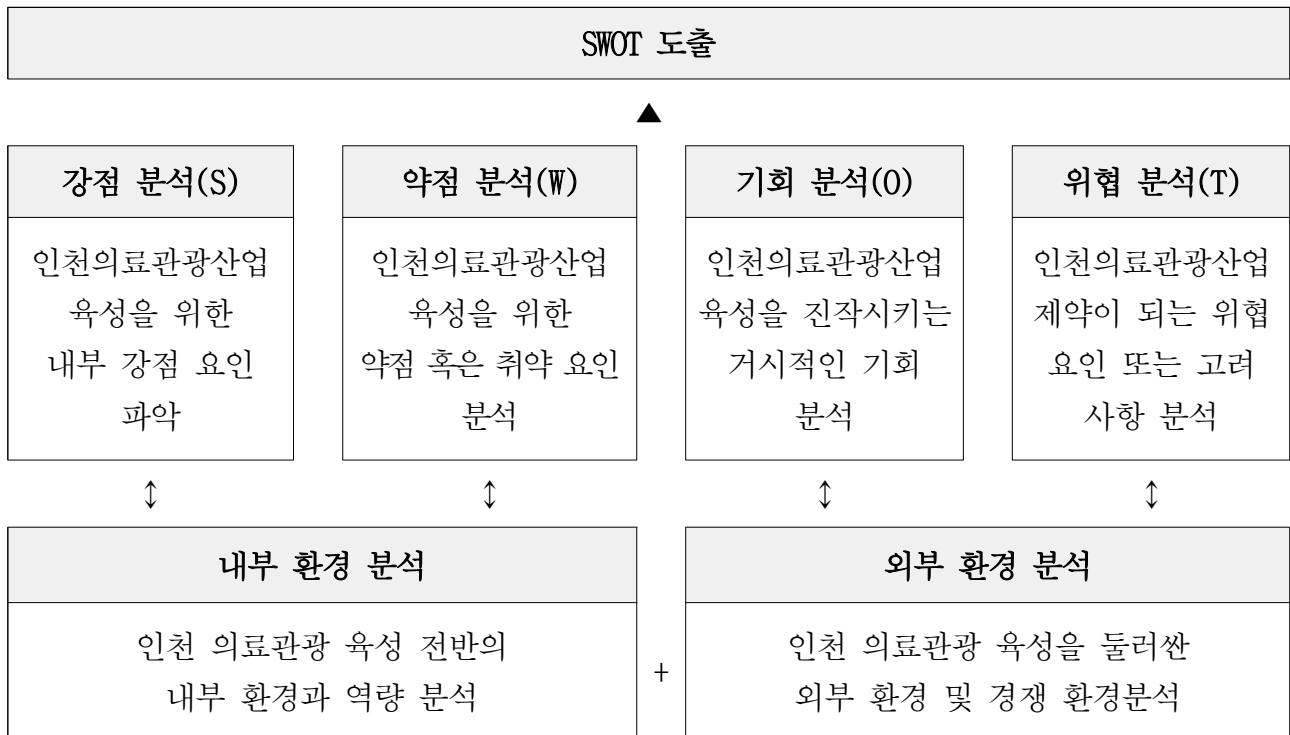 SWOT 도출
▲
강점 분석(S)
인천의료관광산업
육성을 위한
내부 강점 요인
파악
약점 분석(W)
인천의료관광산업
육성을 위한
약점 혹은 취약 요인
분석
기회 분석(O)
인천의료관광산업
육성을 진작시키는
거시적인 기회
분석
위협 분석(T)
인천의료관광산업
제약이 되는 위협
요인 또는 고려
사항 분석
↕ ↕ ↕ ↕
내부 환경 분석
인천 의료관광 육성 전반의
내부 환경과 역량 분석
+
외부 환경 분석
인천 의료관광 육성을 둘러싼
외부 환경 및 경쟁 환경분석